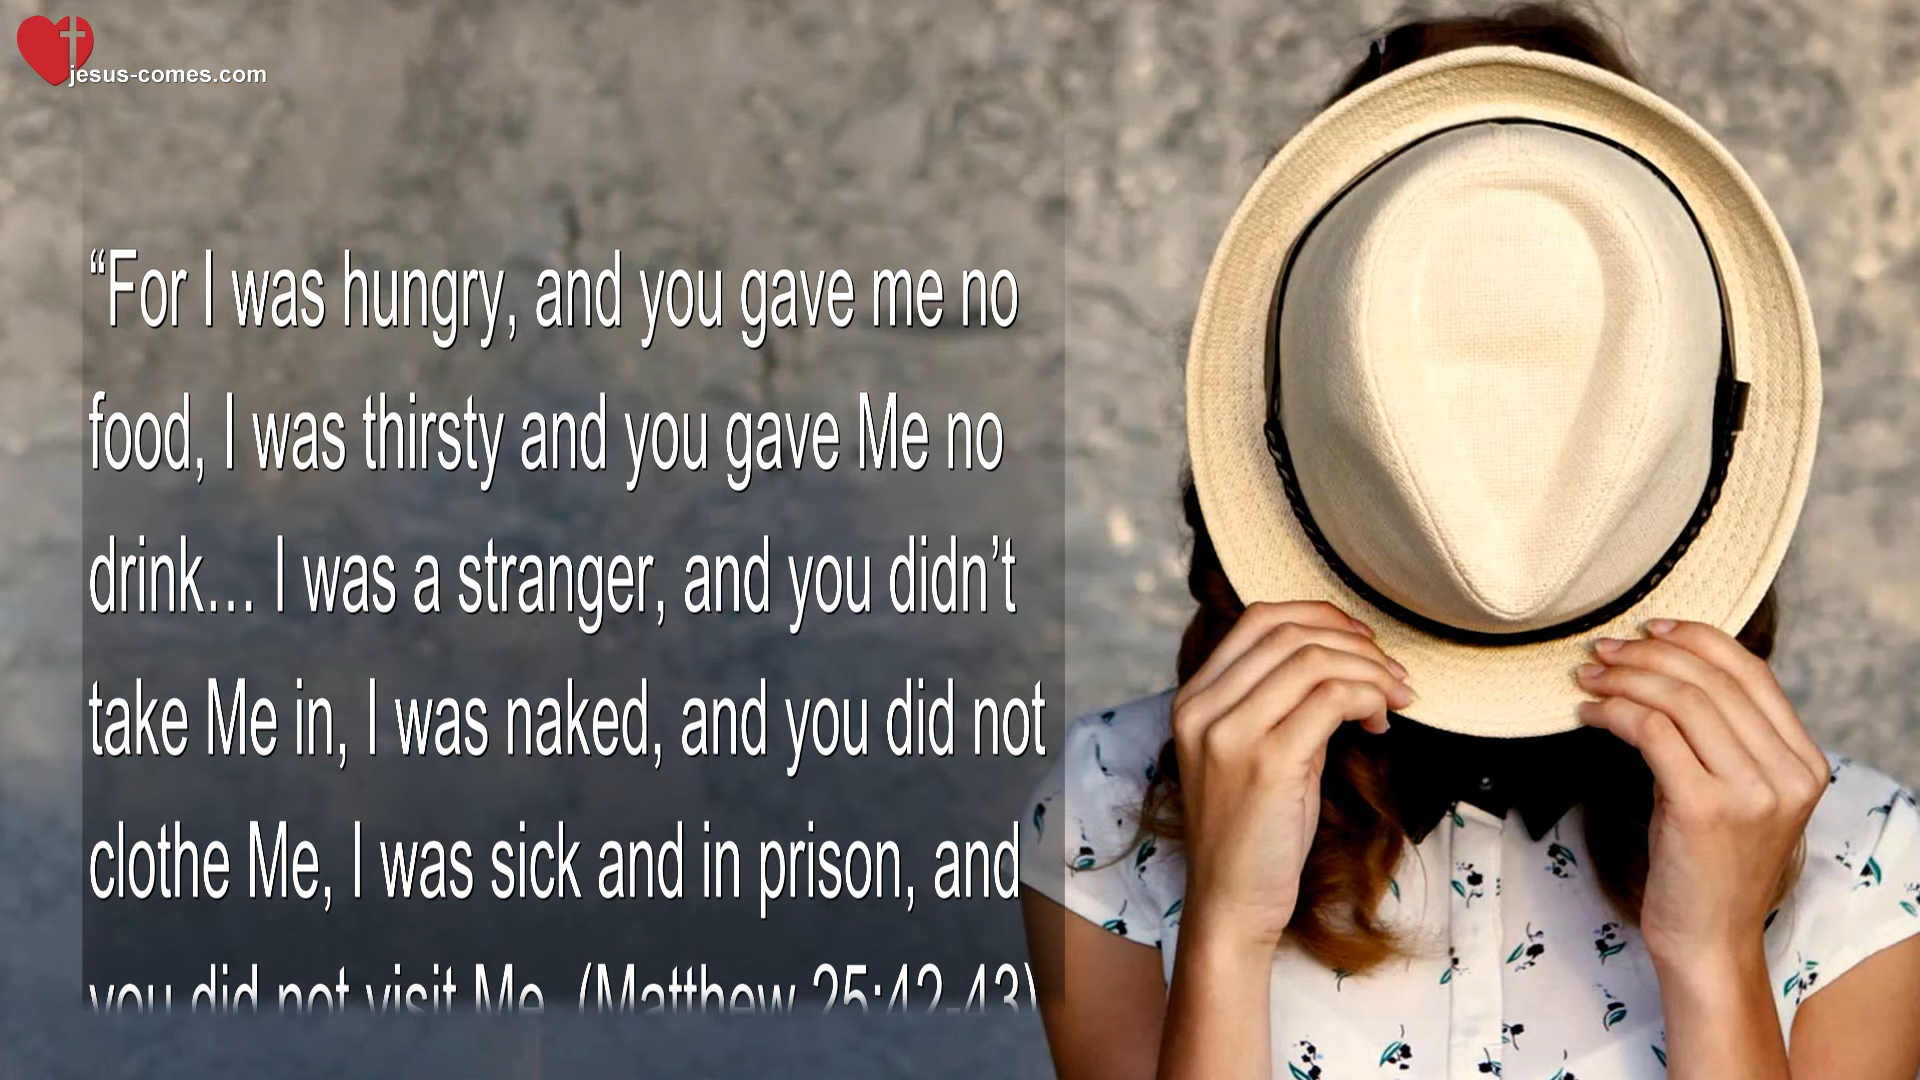 jesus-comes.com
“For I was hungry, and you gave me no
food, I was thirsty and you gave Me no
drink… I was a stranger, and you didn’t
take Me in, I was naked, and you did not
clothe Me, I was sick and in prison, and
you did not visit Me. (Matthew 25:42-43)